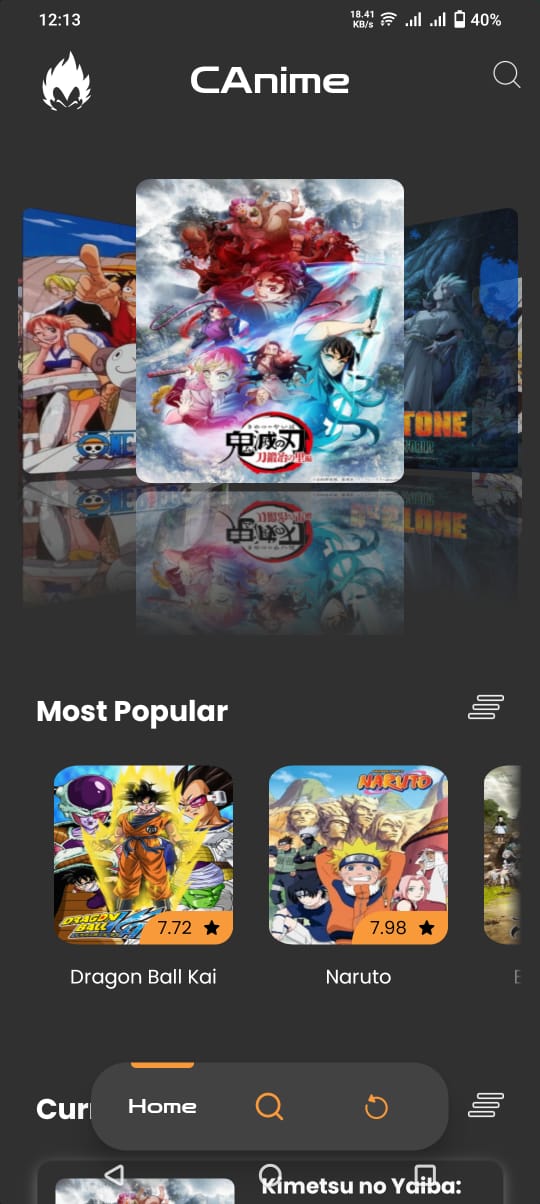 12:13
18.41
KB/s
40%
CAnime
鬼滅の刃
刀鍛冶の里編
TONE
Most Popular
DRAGON
BALL KAI
7.72
NARUTO
7.98
Dragon Ball Kai
Naruto
Home
Kimetsu no Yaiba: